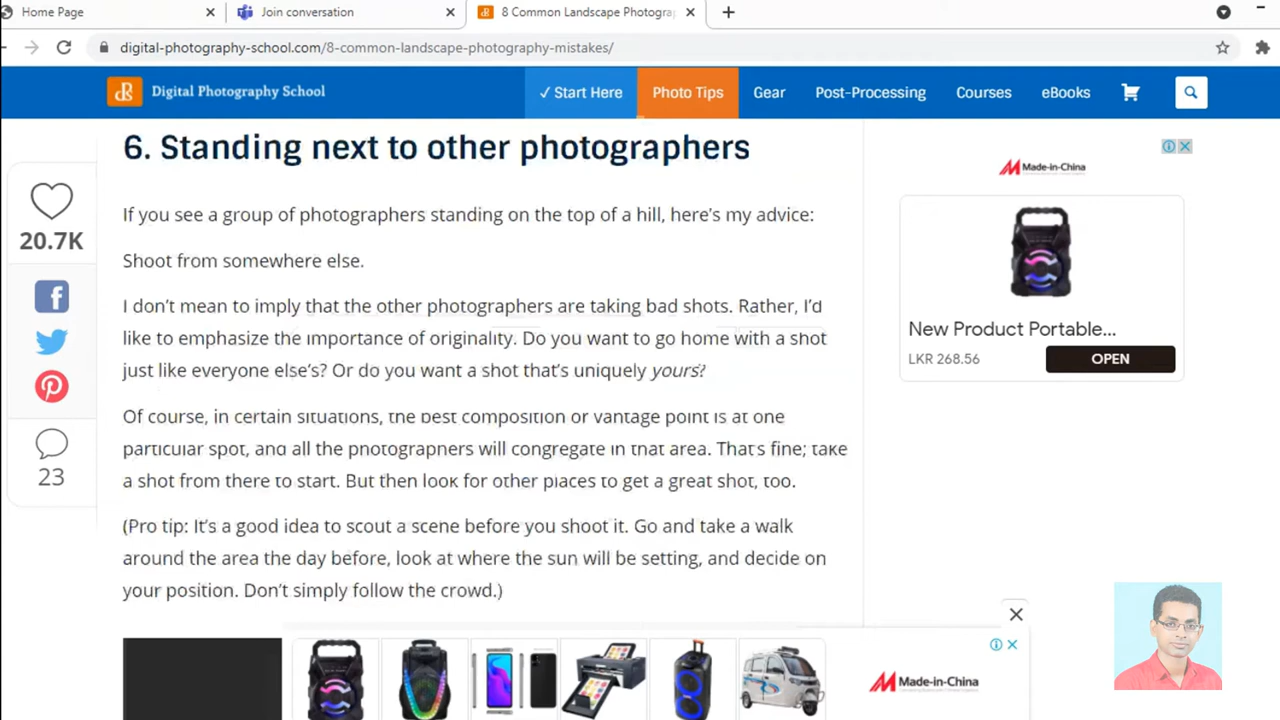 Home Page
Join conversation
8 Common Landscape Photogra
digital-photography-school.com/8-common-landscape-photography-mistakes/
dPS
Digital Photography School
✓ Start Here
Photo Tips
Gear
Post-Processing
Courses
eBooks
6. Standing next to other photographers
If you see a group of photographers standing on the top of a hill, here's my advice:
Shoot from somewhere else.
I don't mean to imply that the other photographers are taking bad shots. Rather, I'd
like to emphasize the importance of originality. Do you want to go home with a shot
just like everyone else's? Or do you want a shot that's uniquely yours?
Of course, in certain situations, the best composition or vantage point is at one
particular spot, and all the photographers will congregate in that area. That's fine; take
a shot from there to start. But then look for other places to get a great shot, too.
(Pro tip: It's a good idea to scout a scene before you shoot it. Go and take a walk
around the area the day before, look at where the sun will be setting, and decide on
your position. Don't simply follow the crowd.)
20.7K
23
Made-in-China
New Product Portable...
LKR 268.56
OPEN
Made-in-China